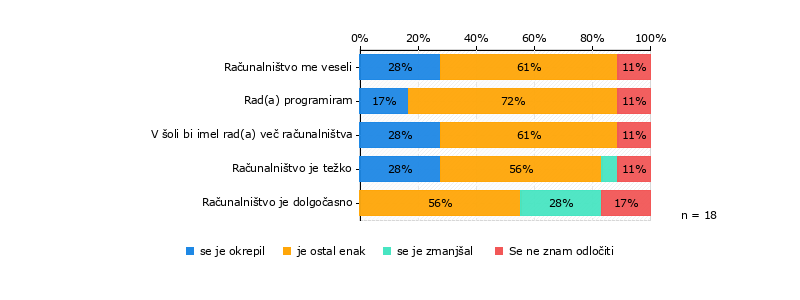 0% 20% 40% 60% 80% 100%
Računalništvo me veseli 28% 61% 11%
Rad(a) programiram 17% 72% 11%
V šoli bi imel rad(a) več računalništva 28% 61% 11%
Računalništvo je težko 28% 56% 11%
Računalništvo je dolgočasno 56% 28% 17%
n = 18
se je okrepil je ostal enak se je zmanjšal Se ne znam odločiti